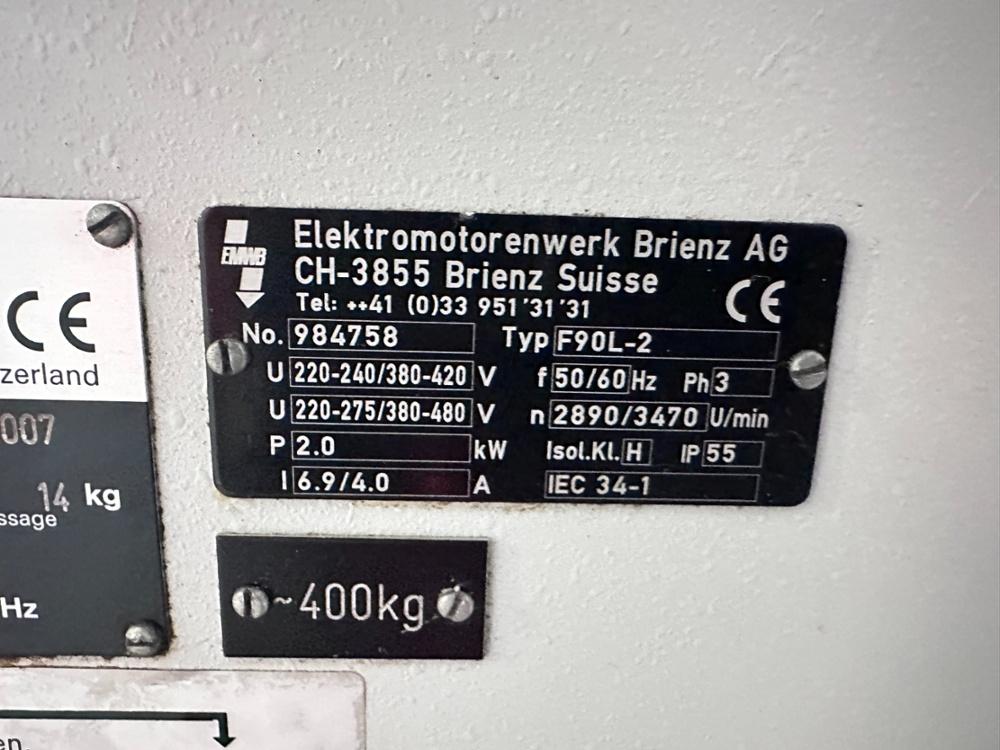 EMWB
Elektromotorenwerk Brienz AG
CH-3855 Brienz Suisse
Tel: ++41 (0)33 951'31'31
CE
No. 984758 Typ F90L-2
U 220-240/380-420 V f 50/60 Hz Ph 3
U 220-275/380-480 V n 2890/3470 U/min
P 2.0 kW Isol.Kl. H IP 55
I 6.9/4.0 A IEC 34-1
~400kg
CE
zerland
007
14 kg
ssage
Hz
en.